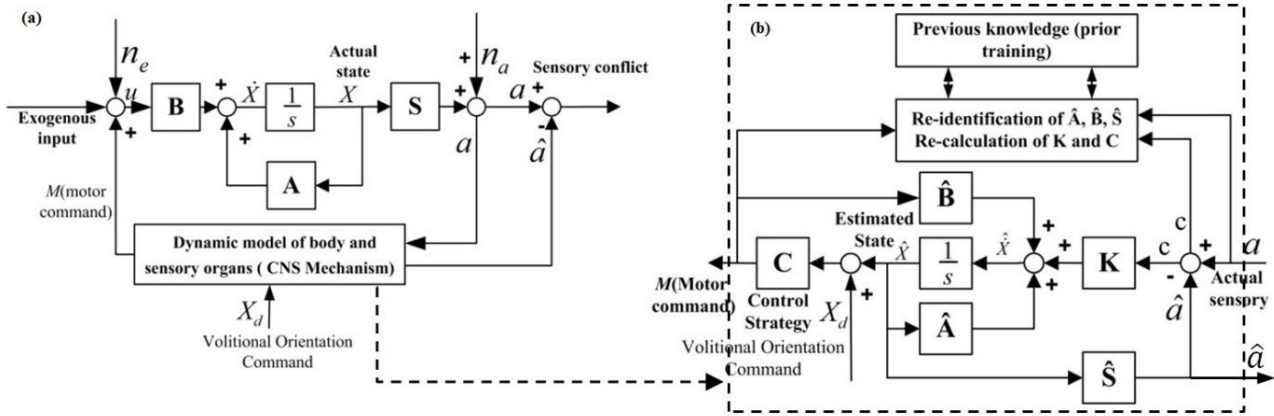 (a)
n_e
Exogenous
input
+
u
B
+
+
Ẋ
1/s
Actual
state
X
A
S
+
+
n_a
a
a
+
-
â
Sensory conflict
M(motor
command)
Dynamic model of body and
sensory organs ( CNS Mechanism)
X_d
Volitional Orientation
Command
(b)
Previous knowledge (prior
training)
Re-identification of Â, B̂, Ŝ
Re-calculation of K and C
B̂
Estimated
State
X̂
1/s
X̂̇
+
+
+
K
c
c
+
-
a
Actual
sensory
â
â
M(Motor
command)
C
Control
Strategy
+
X_d
Volitional Orientation
Command
Â
Ŝ